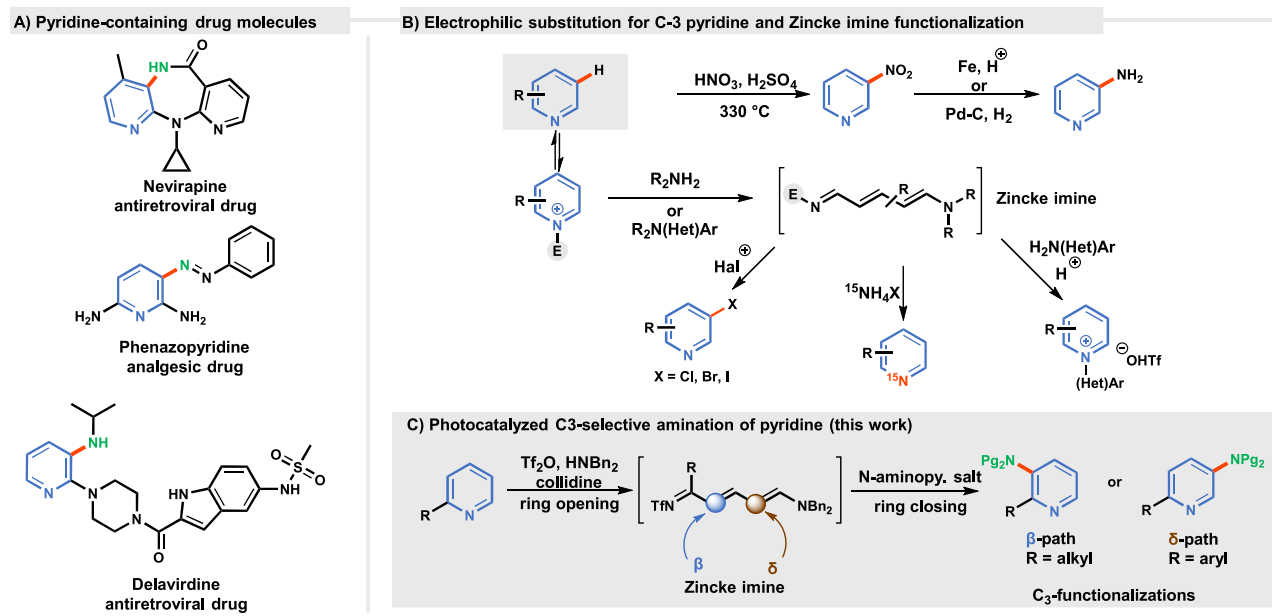 A) Pyridine-containing drug molecules
O
HN
N
N
N
Nevirapine
antiretroviral drug
N
N
H₂N
N
NH₂
Phenazopyridine
analgesic drug
NH
N
N
N
O
HN
NH
S
O
O
Delavirdine
antiretroviral drug
B) Electrophilic substitution for C-3 pyridine and Zincke imine functionalization
H
R
N
HNO₃, H₂SO₄
330 °C
NO₂
N
Fe, H⊕
or
Pd-C, H₂
NH₂
N
R
⊕
N
E
R₂NH₂
or
R₂N(Het)Ar
E
N
R
N
R
R
Zincke imine
Hal⊕
¹⁵NH₄X
H₂N(Het)Ar
H⊕
R
X
N
X = Cl, Br, I
R
¹⁵N
R
⊕
N
(Het)Ar
⊖OHTf
C) Photocatalyzed C3-selective amination of pyridine (this work)
R
N
Tf₂O, HNBn₂
collidine
ring opening
R
TfN
NBn₂
β
δ
Zincke imine
N-aminopy. salt
ring closing
Pg₂N
R
N
β-path
R = alkyl
or
NPg₂
R
N
δ-path
R = aryl
C₃-functionalizations